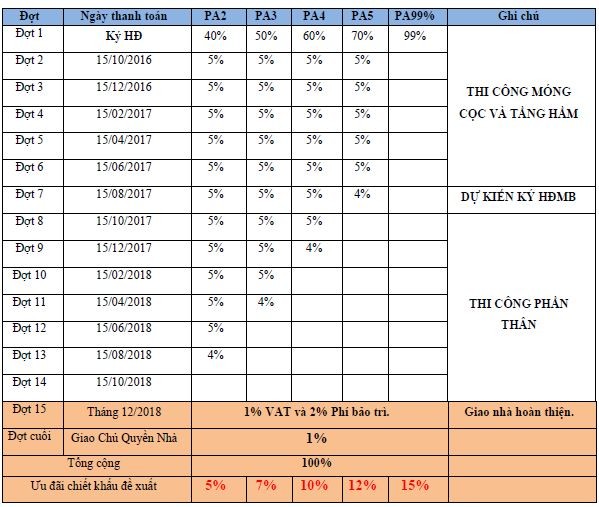 Đợt Ngày thanh toán PA2 PA3 PA4 PA5 PA99% Ghi chú
Đợt 1 Ký HĐ 40% 50% 60% 70% 99%
Đợt 2 15/10/2016 5% 5% 5% 5%
Đợt 3 15/12/2016 5% 5% 5% 5% THI CÔNG MÓNG
Đợt 4 15/02/2017 5% 5% 5% 5% CỌC VÀ TẦNG HẦM
Đợt 5 15/04/2017 5% 5% 5% 5%
Đợt 6 15/06/2017 5% 5% 5% 5%
Đợt 7 15/08/2017 5% 5% 5% 4% DỰ KIẾN KÝ HĐMB
Đợt 8 15/10/2017 5% 5% 5%
Đợt 9 15/12/2017 5% 5% 4%
Đợt 10 15/02/2018 5% 5%
Đợt 11 15/04/2018 5% 4% THI CÔNG PHẦN
Đợt 12 15/06/2018 5% THÂN
Đợt 13 15/08/2018 4%
Đợt 14 15/10/2018
Đợt 15 Tháng 12/2018 1% VAT và 2% Phí bảo trì. Giao nhà hoàn thiện.
Đợt cuối Giao Chủ Quyền Nhà 1%
Tổng cộng 100%
Ưu đãi chiết khấu đề xuất 5% 7% 10% 12% 15%